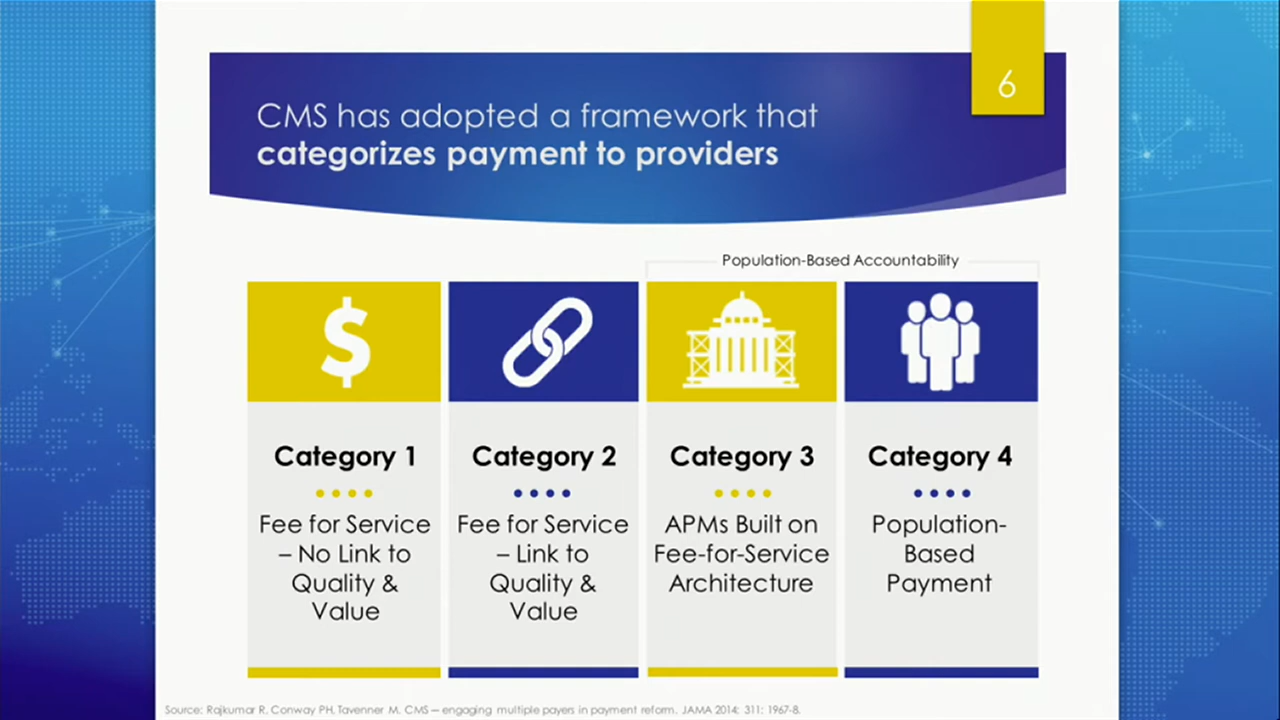 6
CMS has adopted a framework that
categorizes payment to providers
Population-Based Accountability
$
Category 1
Fee for Service
– No Link to
Quality &
Value
Category 2
Fee for Service
– Link to
Quality &
Value
Category 3
APMs Built on
Fee-for-Service
Architecture
Category 4
Population-
Based
Payment
Source: Rajkumar R. Conway PH. Tavenner M. CMS — engaging multiple payers in payment reform. JAMA 2014; 311: 1967-8.